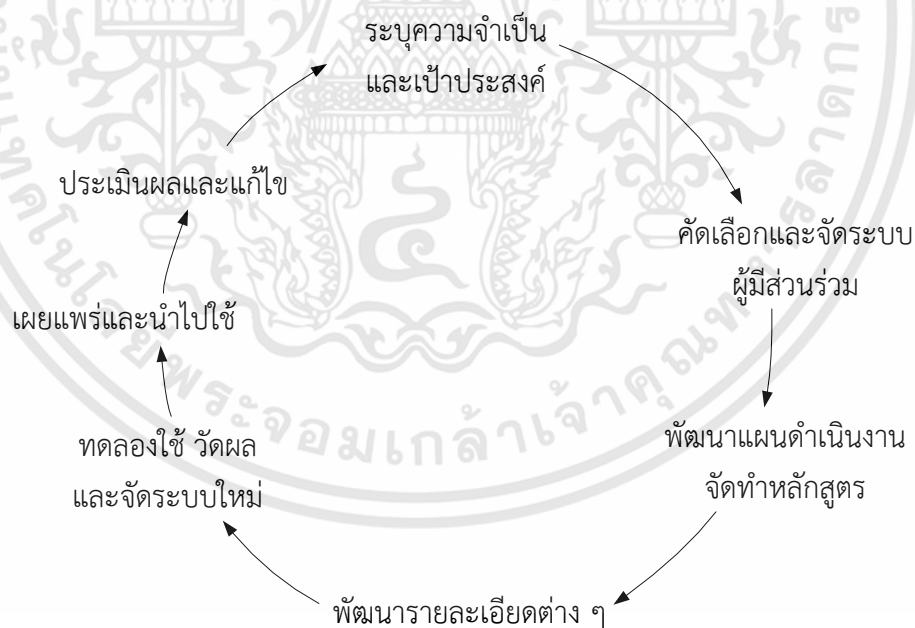 ระบุความจำเป็น
และเป้าประสงค์
คัดเลือกและจัดระบบ
ผู้มีส่วนร่วม
พัฒนาแผนดำเนินงาน
จัดทำหลักสูตร
พัฒนารายละเอียดต่าง ๆ
ทดลองใช้ วัดผล
และจัดระบบใหม่
เผยแพร่และนำไปใช้
ประเมินผลและแก้ไข